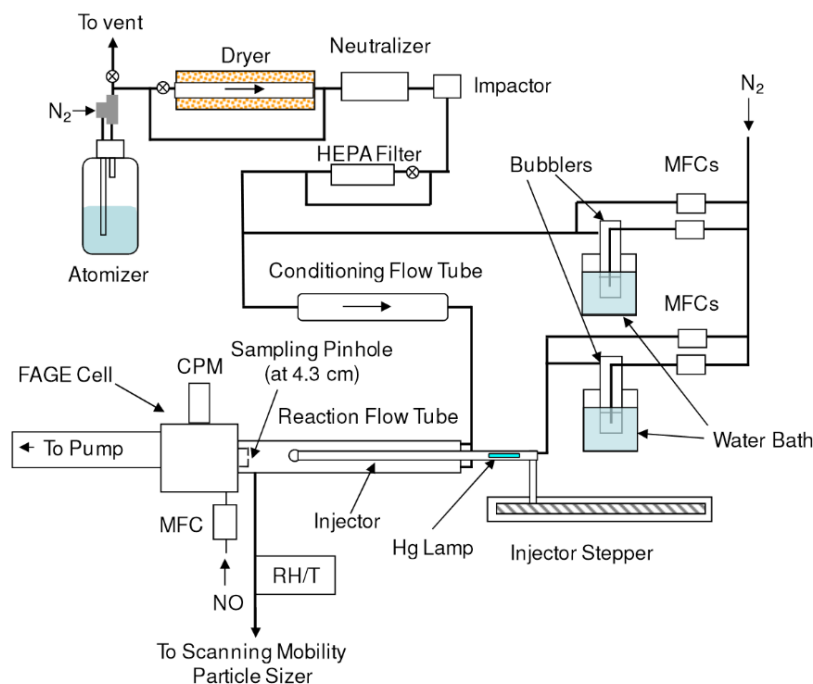 To vent
Dryer
Neutralizer
Impactor
N2
N2
HEPA Filter
Bubblers
MFCs
Atomizer
Conditioning Flow Tube
MFCs
Sampling Pinhole
(at 4.3 cm)
CPM
FAGE Cell
Reaction Flow Tube
To Pump
Water Bath
Injector
MFC
Hg Lamp
Injector Stepper
RH/T
NO
To Scanning Mobility
Particle Sizer